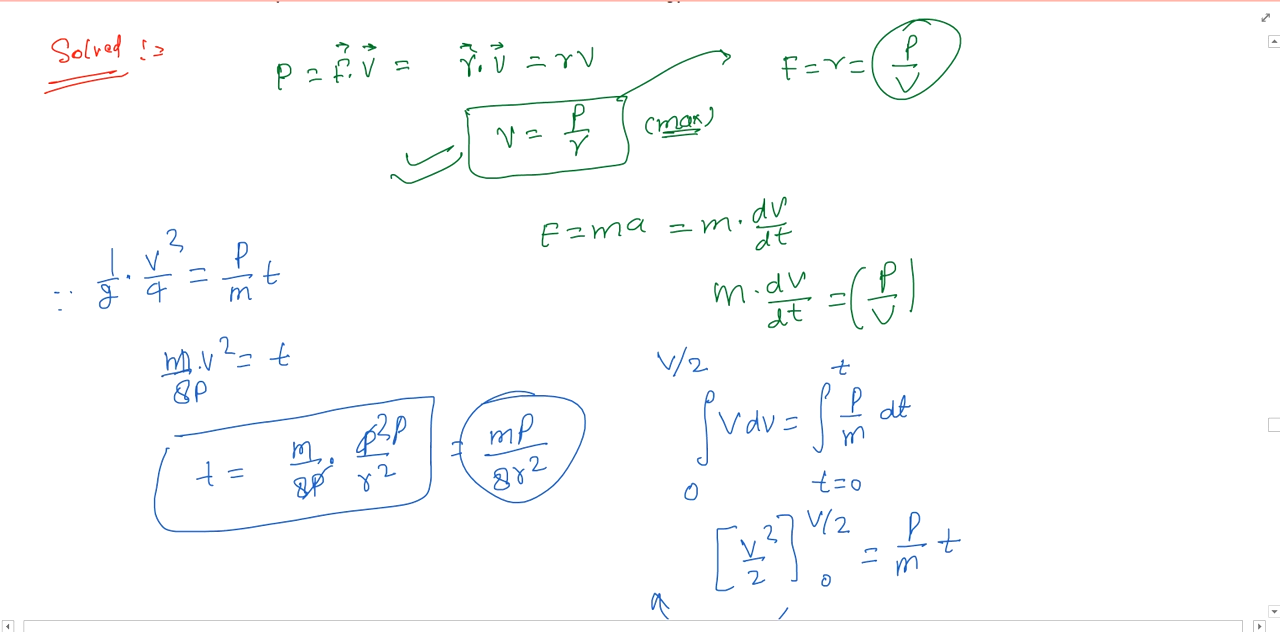 Solved :->
P = F⃗.V⃗ = r⃗.v⃗ = rv
F = r = P/V
V = P/r (max)
F = ma = m. dv/dt
m. dv/dt = (P/V)
∵ 1/2 . v²/4 = P/m t
m/8P . v² = t
t = m/8P . P²P/r² = mP/8r²
∫₀^{V/2} V dv = ∫_{t=0}^{t} P/m dt
[v²/2]₀^{V/2} = P/m t